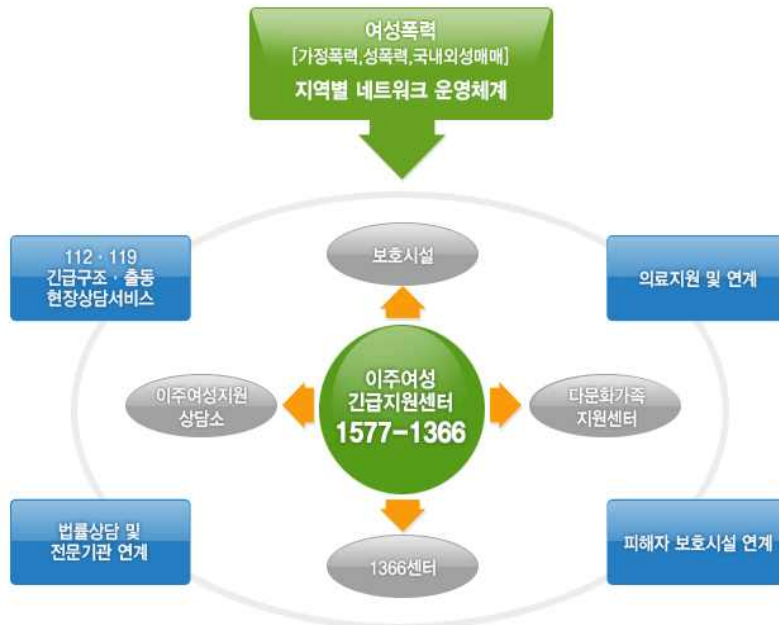 여성폭력
[가정폭력,성폭력,국내외성매매]
지역별 네트워크 운영체계
보호시설
112 · 119
긴급구조 · 출동
현장상담서비스
의료지원 및 연계
이주여성
긴급지원센터
1577-1366
이주여성지원
상담소
다문화가족
지원센터
법률상담 및
전문기관 연계
1366센터
피해자 보호시설 연계